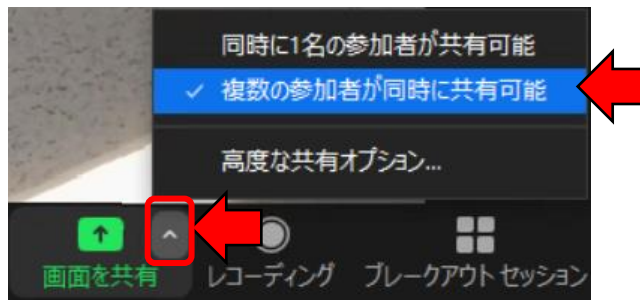 同時に1名の参加者が共有可能
複数の参加者が同時に共有可能
高度な共有オプション...
画面を共有 レコーディング ブレークアウト セッション